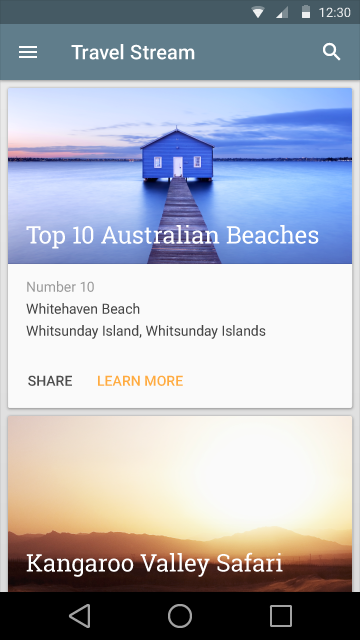 12:30
Travel Stream
Top 10 Australian Beaches
Number 10
Whitehaven Beach
Whitsunday Island, Whitsunday Islands
SHARE LEARN MORE
Kangaroo Valley Safari